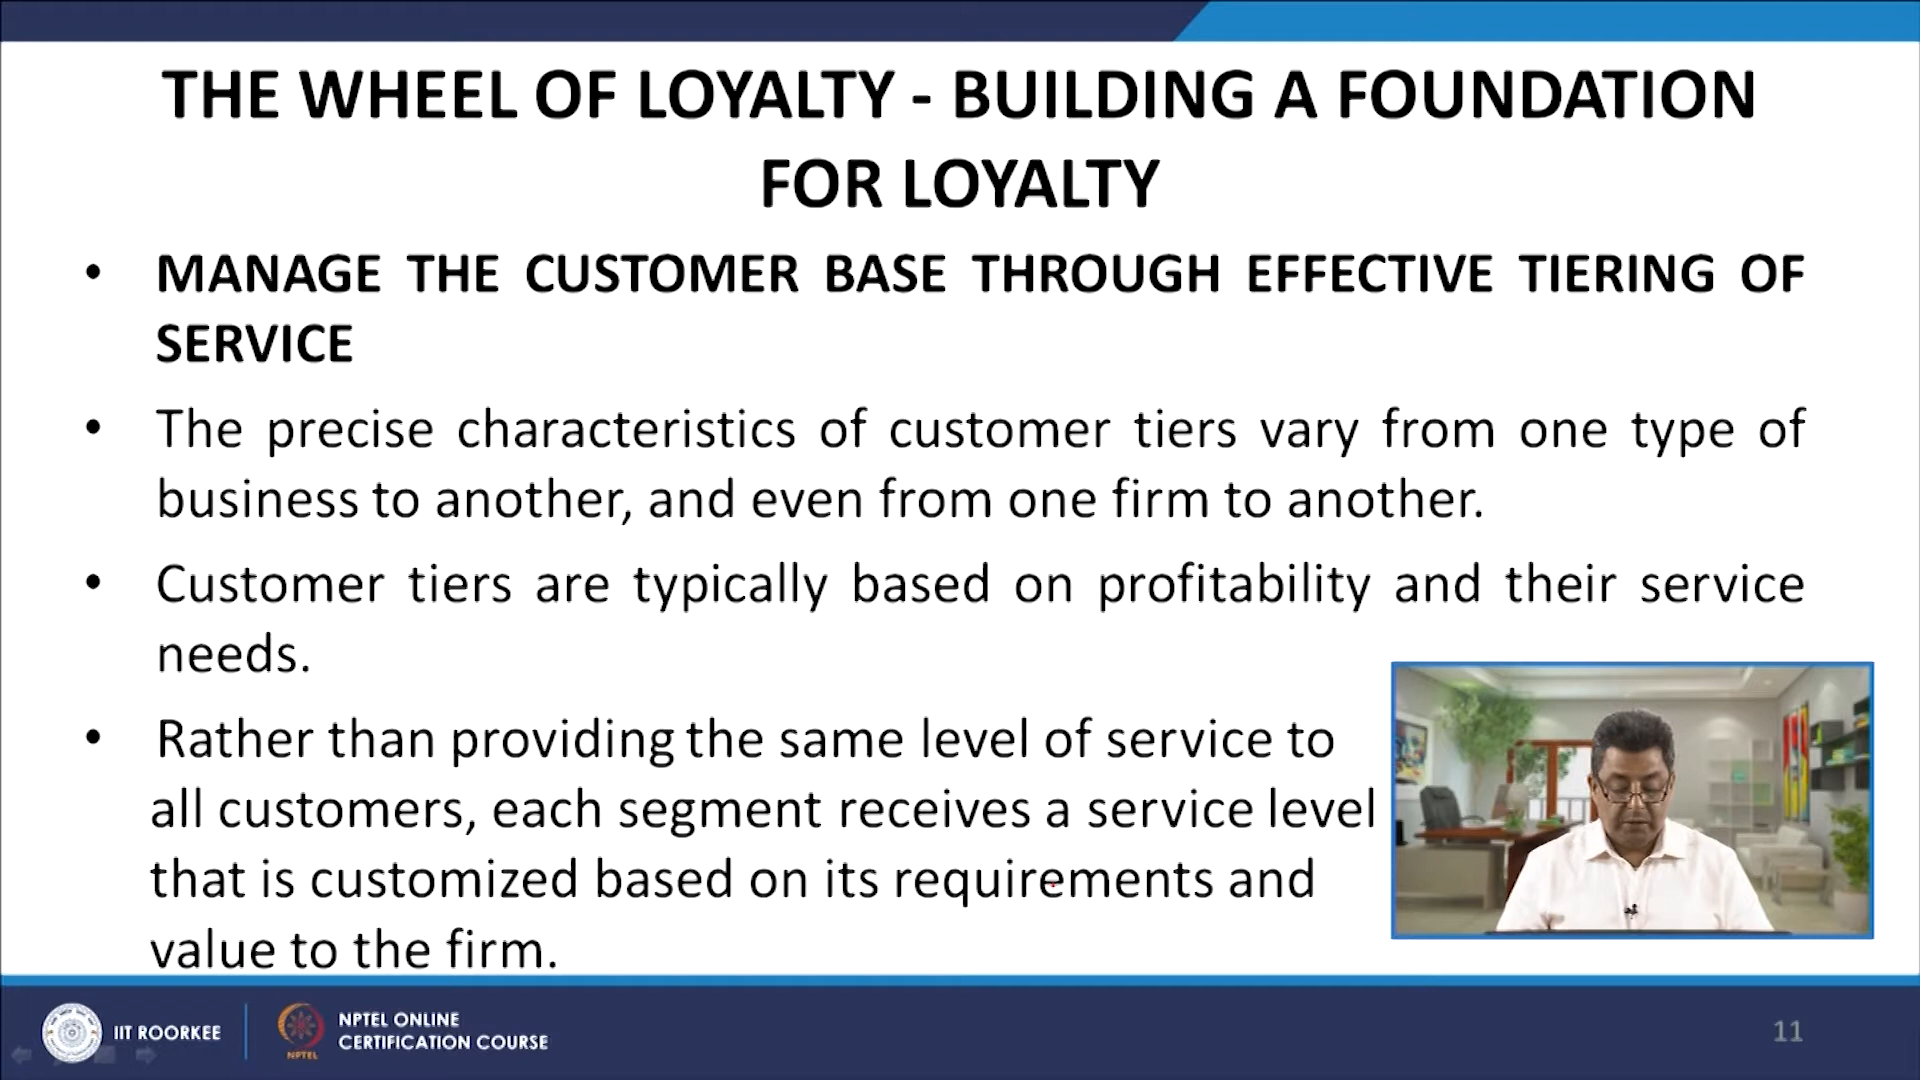 THE WHEEL OF LOYALTY - BUILDING A FOUNDATION
FOR LOYALTY
• MANAGE THE CUSTOMER BASE THROUGH EFFECTIVE TIERING OF
SERVICE
• The precise characteristics of customer tiers vary from one type of
business to another, and even from one firm to another.
• Customer tiers are typically based on profitability and their service
needs.
• Rather than providing the same level of service to
all customers, each segment receives a service level
that is customized based on its requirements and
value to the firm.
IIT ROORKEE
NPTEL
NPTEL ONLINE
CERTIFICATION COURSE
11